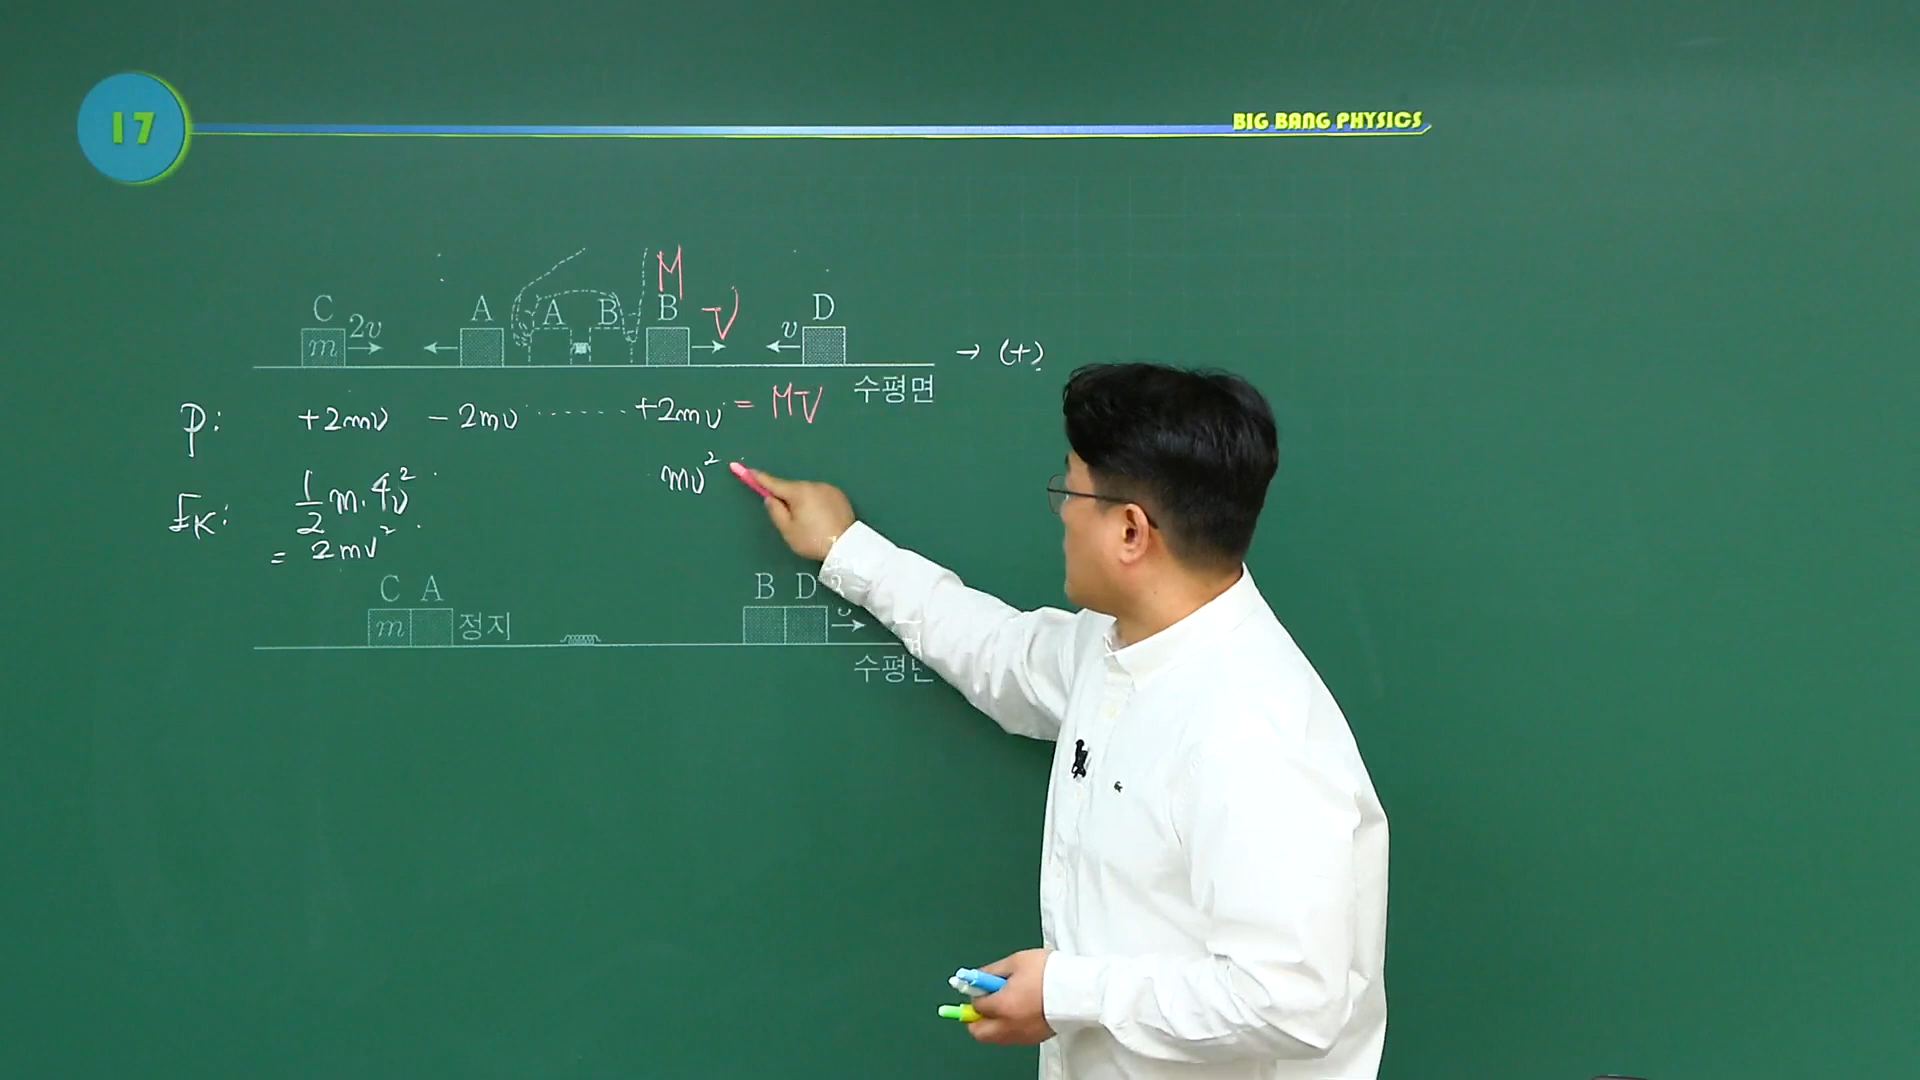 17
BIG BANG PHYSICS
M
C A A B B D
2v V v
m
→ (+)
수평면
P: +2mv - 2mv ...... +2mv = MV
Eₖ: ½m·4v² mv²
= 2mv²
C A B D
m 정지
수평면